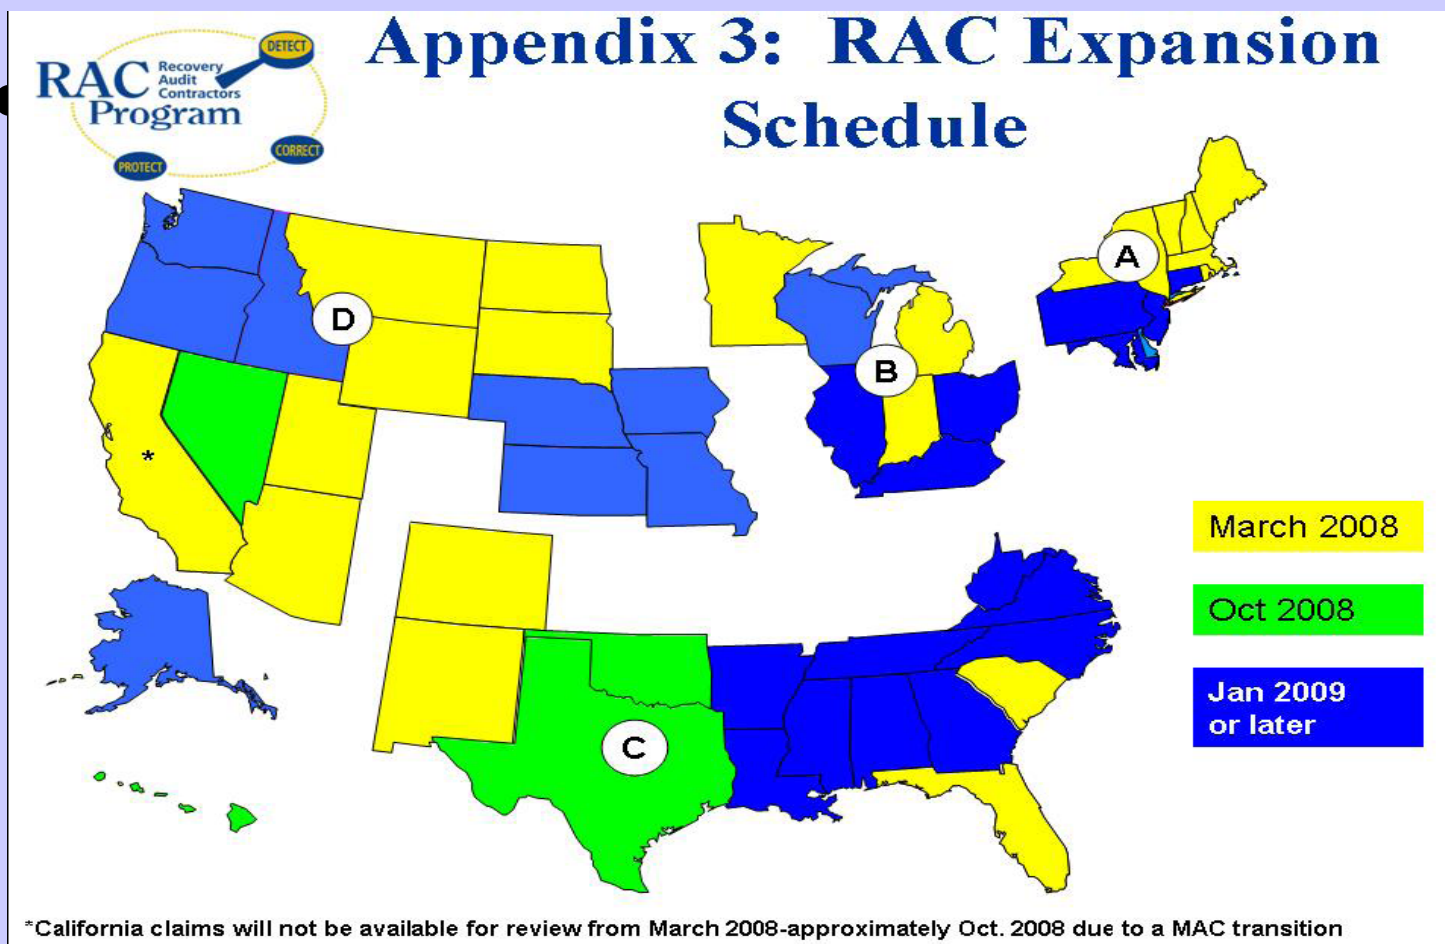 Appendix 3: RAC Expansion
Schedule
RAC Recovery
Audit
Contractors
Program
DETECT
CORRECT
PROTECT
A
D
B
*
C
March 2008
Oct 2008
Jan 2009
or later
*California claims will not be available for review from March 2008-approximately Oct. 2008 due to a MAC transition